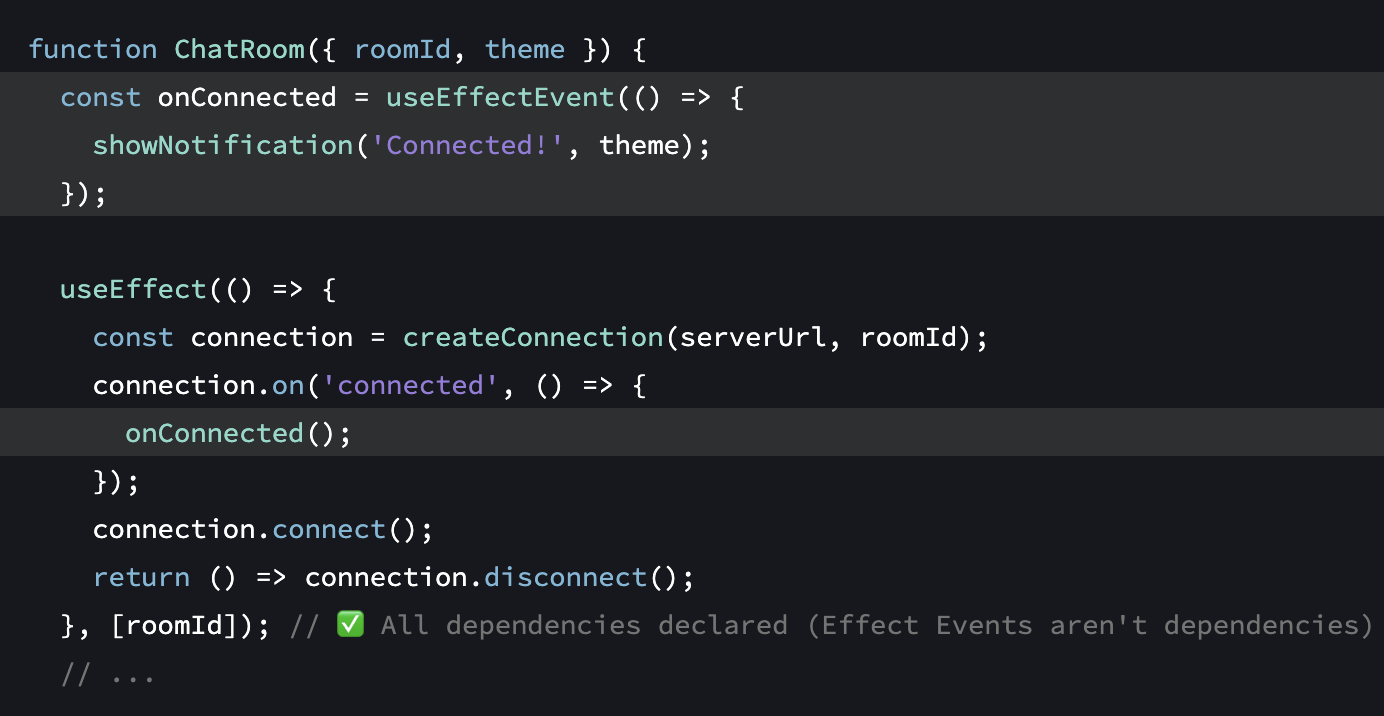 function ChatRoom({ roomId, theme }) {
  const onConnected = useEffectEvent(() => {
    showNotification('Connected!', theme);
  });

  useEffect(() => {
    const connection = createConnection(serverUrl, roomId);
    connection.on('connected', () => {
      onConnected();
    });
    connection.connect();
    return () => connection.disconnect();
  }, [roomId]); // ✅ All dependencies declared (Effect Events aren't dependencies)
  // ...